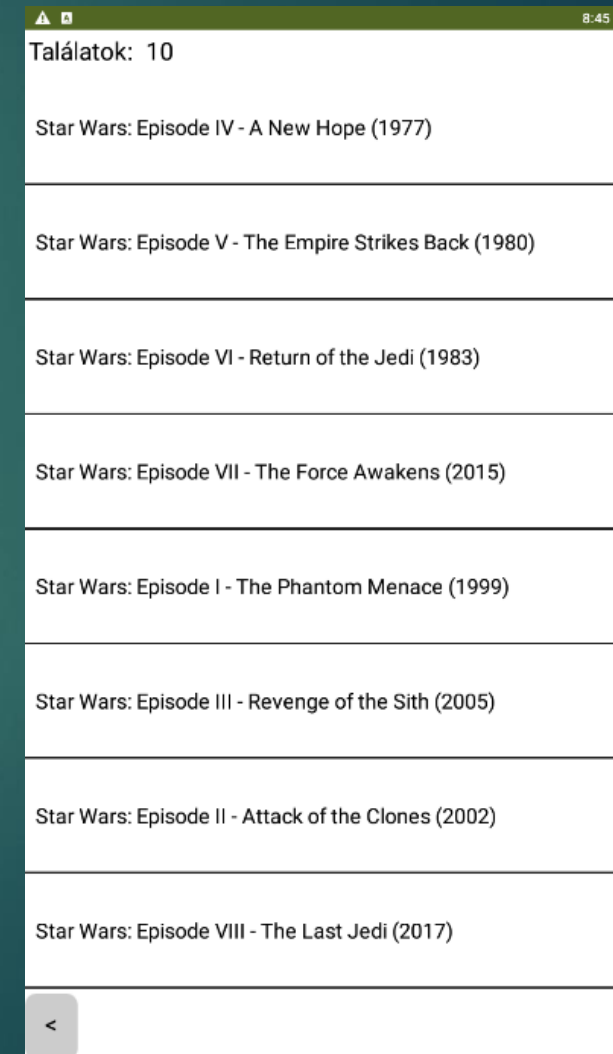 8:45
Találatok: 10
Star Wars: Episode IV - A New Hope (1977)
Star Wars: Episode V - The Empire Strikes Back (1980)
Star Wars: Episode VI - Return of the Jedi (1983)
Star Wars: Episode VII - The Force Awakens (2015)
Star Wars: Episode I - The Phantom Menace (1999)
Star Wars: Episode III - Revenge of the Sith (2005)
Star Wars: Episode II - Attack of the Clones (2002)
Star Wars: Episode VIII - The Last Jedi (2017)
<